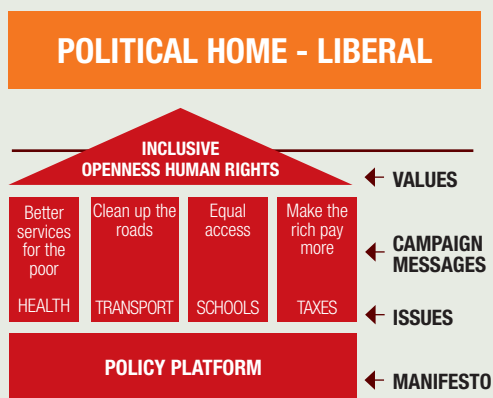 POLITICAL HOME - LIBERAL
INCLUSIVE
OPENNESS HUMAN RIGHTS
VALUES
Better
services
for the
poor
HEALTH
Clean up the
roads
TRANSPORT
Equal
access
SCHOOLS
Make the
rich pay
more
TAXES
CAMPAIGN
MESSAGES
ISSUES
POLICY PLATFORM
MANIFESTO